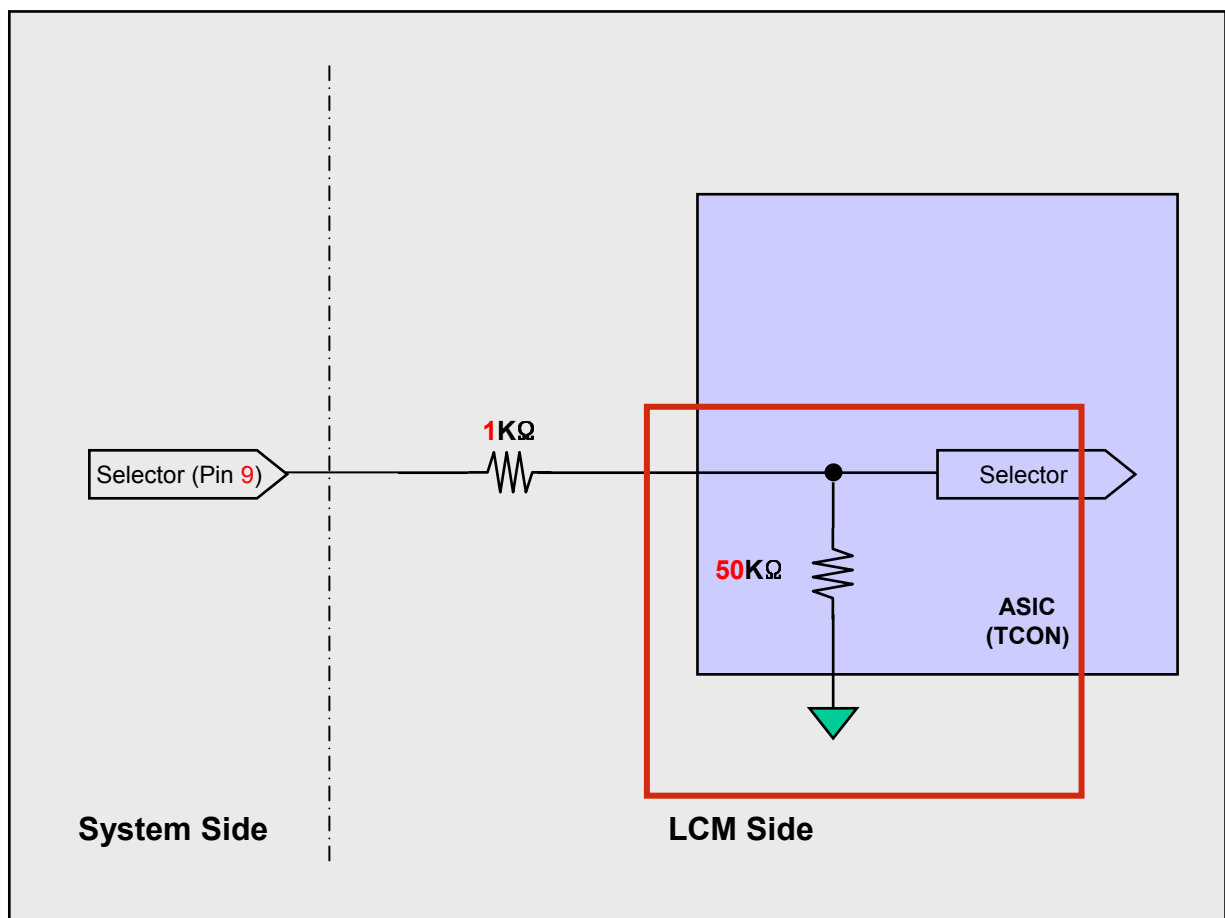 1KΩ
Selector (Pin 9)
Selector
50KΩ
ASIC
(TCON)
System Side
LCM Side